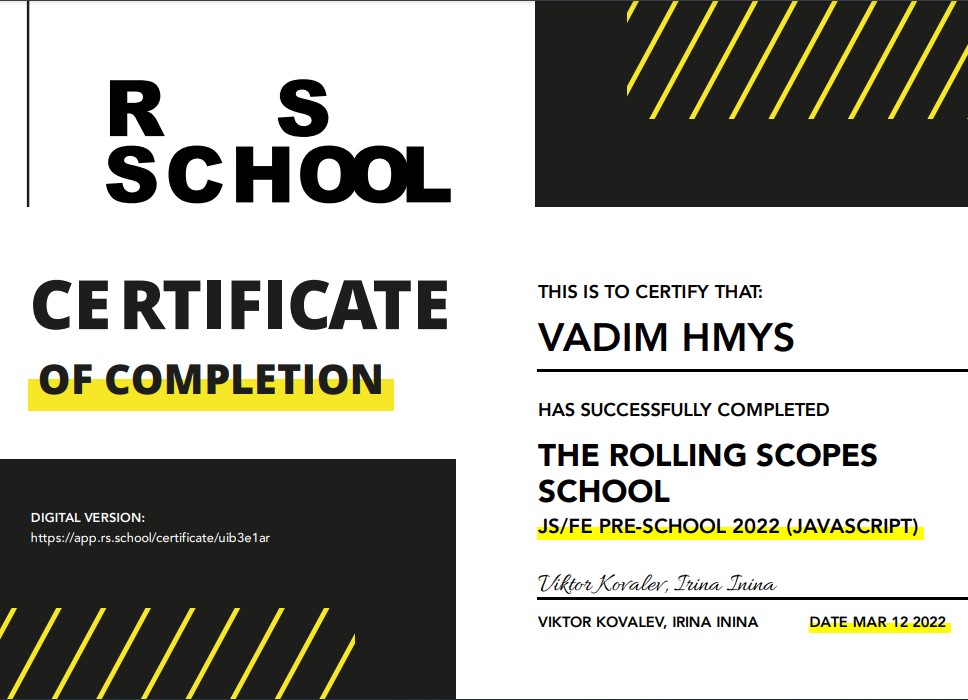 R S
SCHOOL
CERTIFICATE
OF COMPLETION
DIGITAL VERSION:
https://app.rs.school/certificate/uib3e1ar
THIS IS TO CERTIFY THAT:
VADIM HMYS
HAS SUCCESSFULLY COMPLETED
THE ROLLING SCOPES
SCHOOL
JS/FE PRE-SCHOOL 2022 (JAVASCRIPT)
Viktor Kovalev, Irina Inina
VIKTOR KOVALEV, IRINA ININA
DATE MAR 12 2022